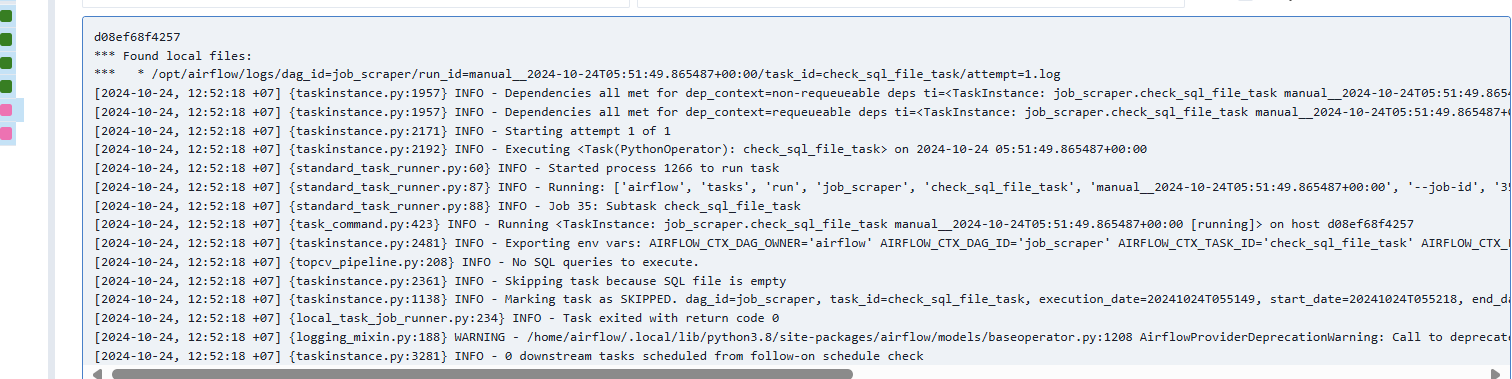 d08ef68f4257
*** Found local files:
***   * /opt/airflow/logs/dag_id=job_scraper/run_id=manual__2024-10-24T05:51:49.865487+00:00/task_id=check_sql_file_task/attempt=1.log
[2024-10-24, 12:52:18 +07] {taskinstance.py:1957} INFO - Dependencies all met for dep_context=non-requeueable deps ti=<TaskInstance: job_scraper.check_sql_file_task manual__2024-10-24T05:51:49.865
[2024-10-24, 12:52:18 +07] {taskinstance.py:1957} INFO - Dependencies all met for dep_context=requeueable deps ti=<TaskInstance: job_scraper.check_sql_file_task manual__2024-10-24T05:51:49.865487+
[2024-10-24, 12:52:18 +07] {taskinstance.py:2171} INFO - Starting attempt 1 of 1
[2024-10-24, 12:52:18 +07] {taskinstance.py:2192} INFO - Executing <Task(PythonOperator): check_sql_file_task> on 2024-10-24 05:51:49.865487+00:00
[2024-10-24, 12:52:18 +07] {standard_task_runner.py:60} INFO - Started process 1266 to run task
[2024-10-24, 12:52:18 +07] {standard_task_runner.py:87} INFO - Running: ['airflow', 'tasks', 'run', 'job_scraper', 'check_sql_file_task', 'manual__2024-10-24T05:51:49.865487+00:00', '--job-id', '35
[2024-10-24, 12:52:18 +07] {standard_task_runner.py:88} INFO - Job 35: Subtask check_sql_file_task
[2024-10-24, 12:52:18 +07] {task_command.py:423} INFO - Running <TaskInstance: job_scraper.check_sql_file_task manual__2024-10-24T05:51:49.865487+00:00 [running]> on host d08ef68f4257
[2024-10-24, 12:52:18 +07] {taskinstance.py:2481} INFO - Exporting env vars: AIRFLOW_CTX_DAG_OWNER='airflow' AIRFLOW_CTX_DAG_ID='job_scraper' AIRFLOW_CTX_TASK_ID='check_sql_file_task' AIRFLOW_CTX_
[2024-10-24, 12:52:18 +07] {topcv_pipeline.py:208} INFO - No SQL queries to execute.
[2024-10-24, 12:52:18 +07] {taskinstance.py:2361} INFO - Skipping task because SQL file is empty
[2024-10-24, 12:52:18 +07] {taskinstance.py:1138} INFO - Marking task as SKIPPED. dag_id=job_scraper, task_id=check_sql_file_task, execution_date=20241024T055149, start_date=20241024T055218, end_da
[2024-10-24, 12:52:18 +07] {local_task_job_runner.py:234} INFO - Task exited with return code 0
[2024-10-24, 12:52:18 +07] {logging_mixin.py:188} WARNING - /home/airflow/.local/lib/python3.8/site-packages/airflow/models/baseoperator.py:1208 AirflowProviderDeprecationWarning: Call to deprecat
[2024-10-24, 12:52:18 +07] {taskinstance.py:3281} INFO - 0 downstream tasks scheduled from follow-on schedule check